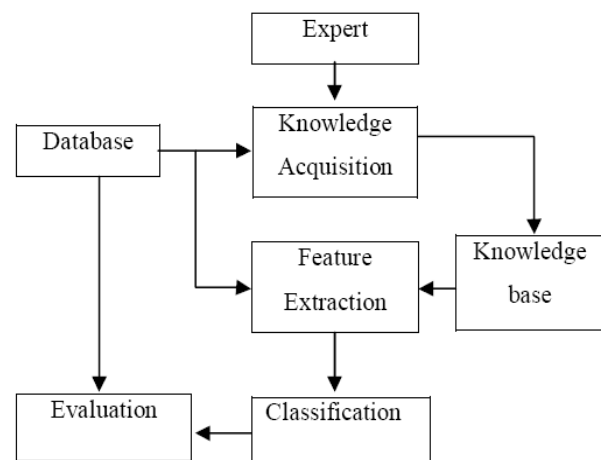 Expert
Database
Knowledge
Acquisition
Feature
Extraction
Knowledge
base
Evaluation
Classification